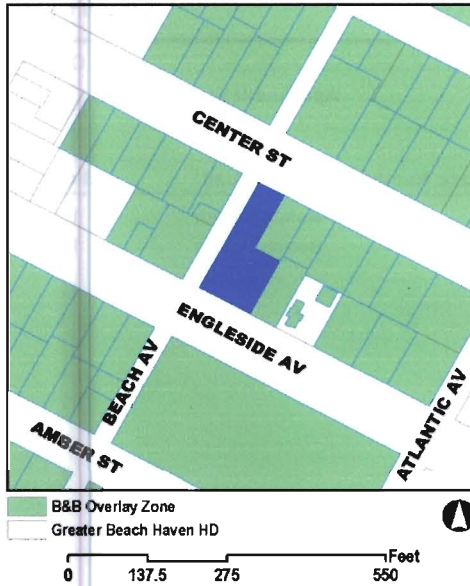 CENTER ST
ENGLESIDE AV
BEACH AV
ATLANTIC AV
AMBER ST
B&B Overlay Zone
Greater Beach Haven HD
Feet
0 137.5 275 550